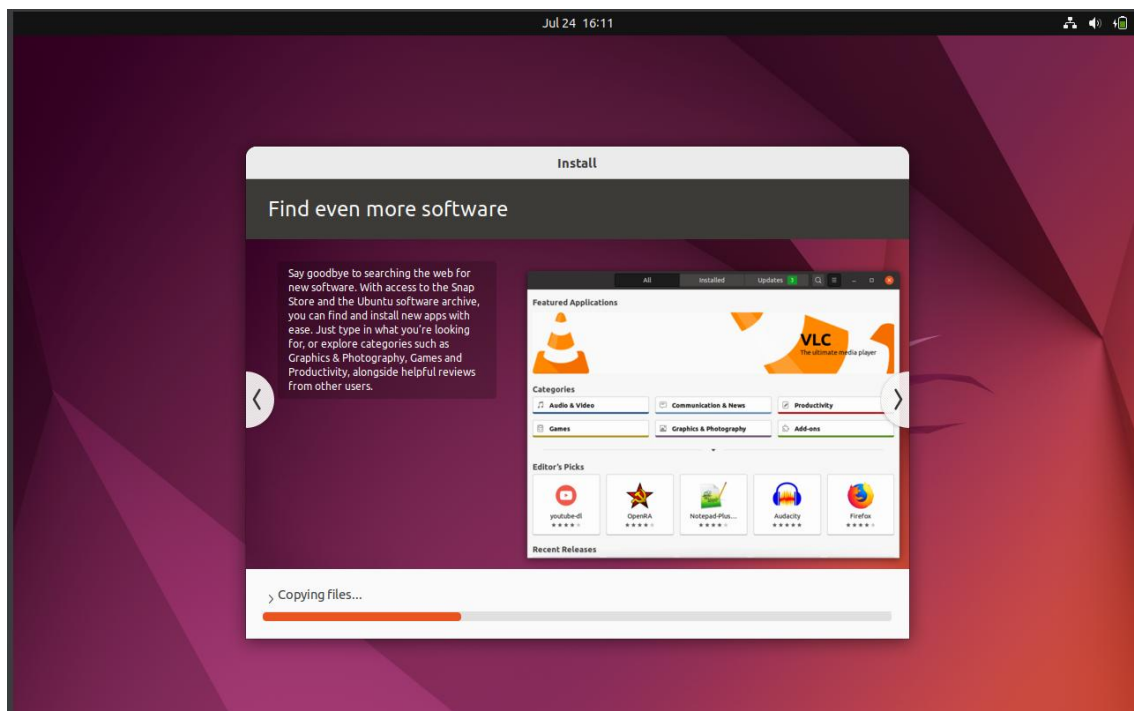 Jul 24 16:11
Install
Find even more software
Say goodbye to searching the web for
new software. With access to the Snap
Store and the Ubuntu software archive,
you can find and install new apps with
ease. Just type in what you're looking
for, or explore categories such as
Graphics & Photography, Games and
Productivity, alongside helpful reviews
from other users.
All Installed Updates
Featured Applications
VLC
The ultimate media player
Categories
Audio & Video Communication & News Productivity
Games Graphics & Photography Add-ons
Editor's Picks
youtube-dl OpenRA Notepad-Plus... Audacity Firefox
Recent Releases
Copying files...